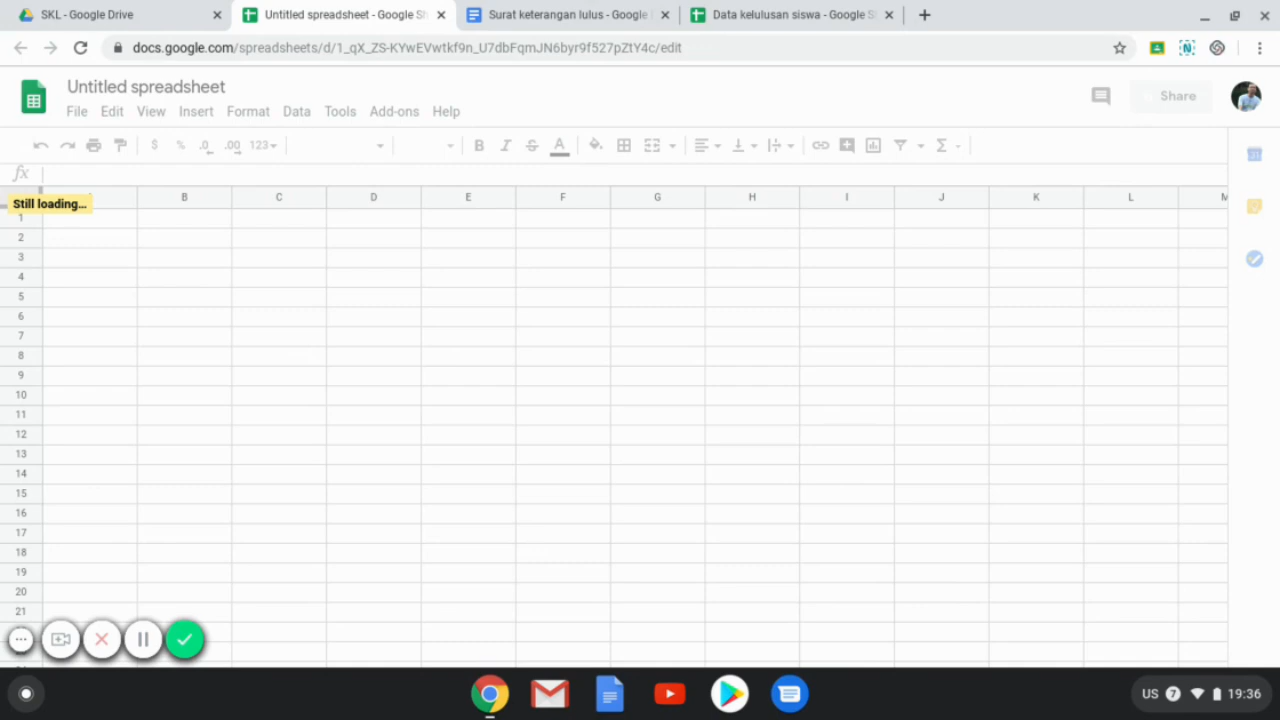 SKL - Google Drive
Untitled spreadsheet - Google Sh
Surat keterangan lulus - Google
Data kelulusan siswa - Google S
docs.google.com/spreadsheets/d/1_qX_ZS-KYwEVwtkf9n_U7dbFqmJN6byr9f527pZtY4c/edit
Untitled spreadsheet
File Edit View Insert Format Data Tools Add-ons Help
Share
$ % .0 .00 123 B I S A Σ
fx
B C D E F G H I J K L M
Still loading...
1
2
3
4
5
6
7
8
9
10
11
12
13
14
15
16
17
18
19
20
21
US 7 19:36